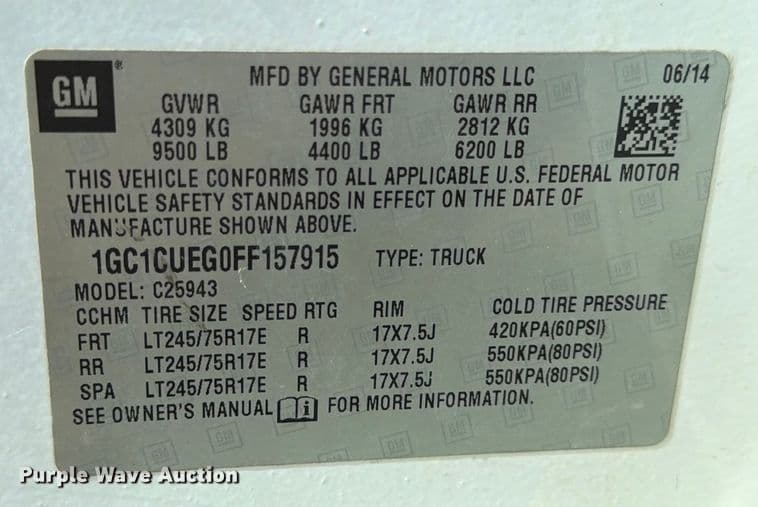 GM® MFD BY GENERAL MOTORS LLC 06/14
GVWR GAWR FRT GAWR RR
4309 KG 1996 KG 2812 KG
9500 LB 4400 LB 6200 LB
THIS VEHICLE CONFORMS TO ALL APPLICABLE U.S. FEDERAL MOTOR
VEHICLE SAFETY STANDARDS IN EFFECT ON THE DATE OF
MANUFACTURE SHOWN ABOVE.
1GC1CUEG0FF157915 TYPE: TRUCK
MODEL: C25943
CCHM TIRE SIZE SPEED RTG RIM COLD TIRE PRESSURE
FRT LT245/75R17E R 17X7.5J 420KPA(60PSI)
RR LT245/75R17E R 17X7.5J 550KPA(80PSI)
SPA LT245/75R17E R 17X7.5J 550KPA(80PSI)
SEE OWNER'S MANUAL i FOR MORE INFORMATION.
Purple Wave Auction